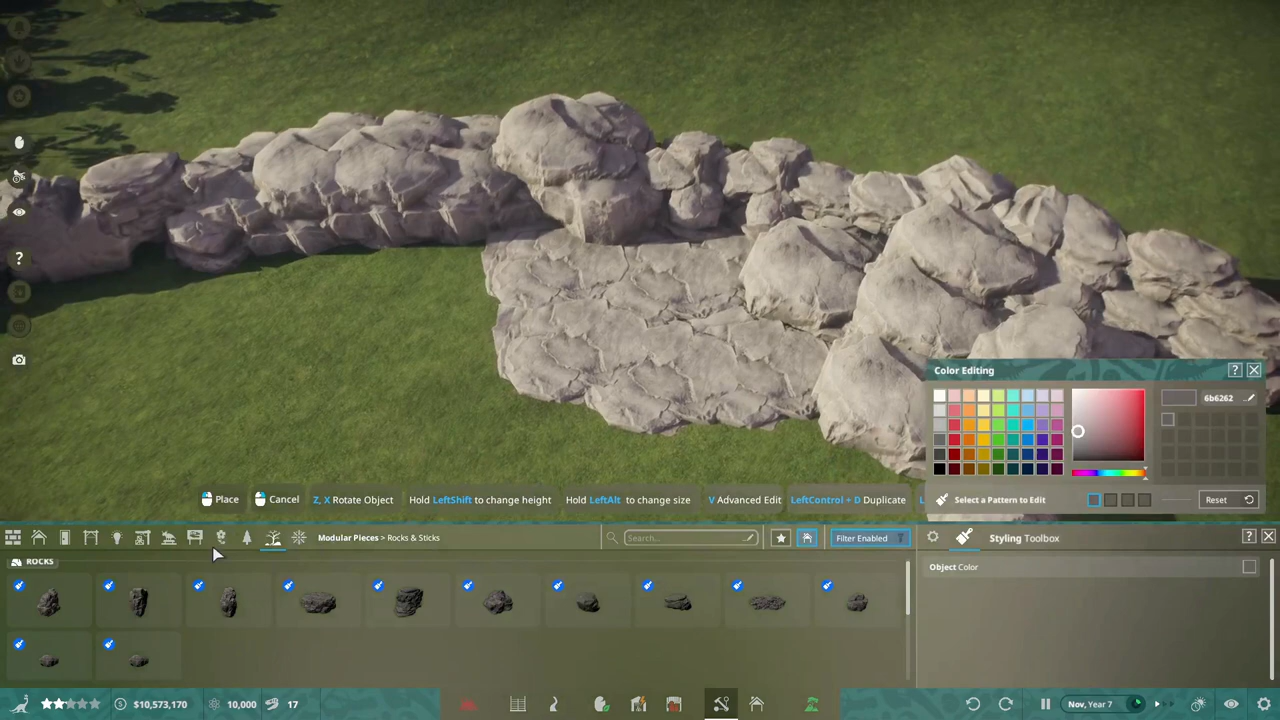 ?
Color Editing
?
6b6262
Place
Cancel
Z, X Rotate Object
Hold LeftShift to change height
Hold LeftAlt to change size
V Advanced Edit
LeftControl + D Duplicate
L
Select a Pattern to Edit
Reset
Modular Pieces > Rocks & Sticks
Search...
Filter Enabled
Styling Toolbox
?
ROCKS
Object Color
$10,573,170
10,000
17
Nov, Year 7